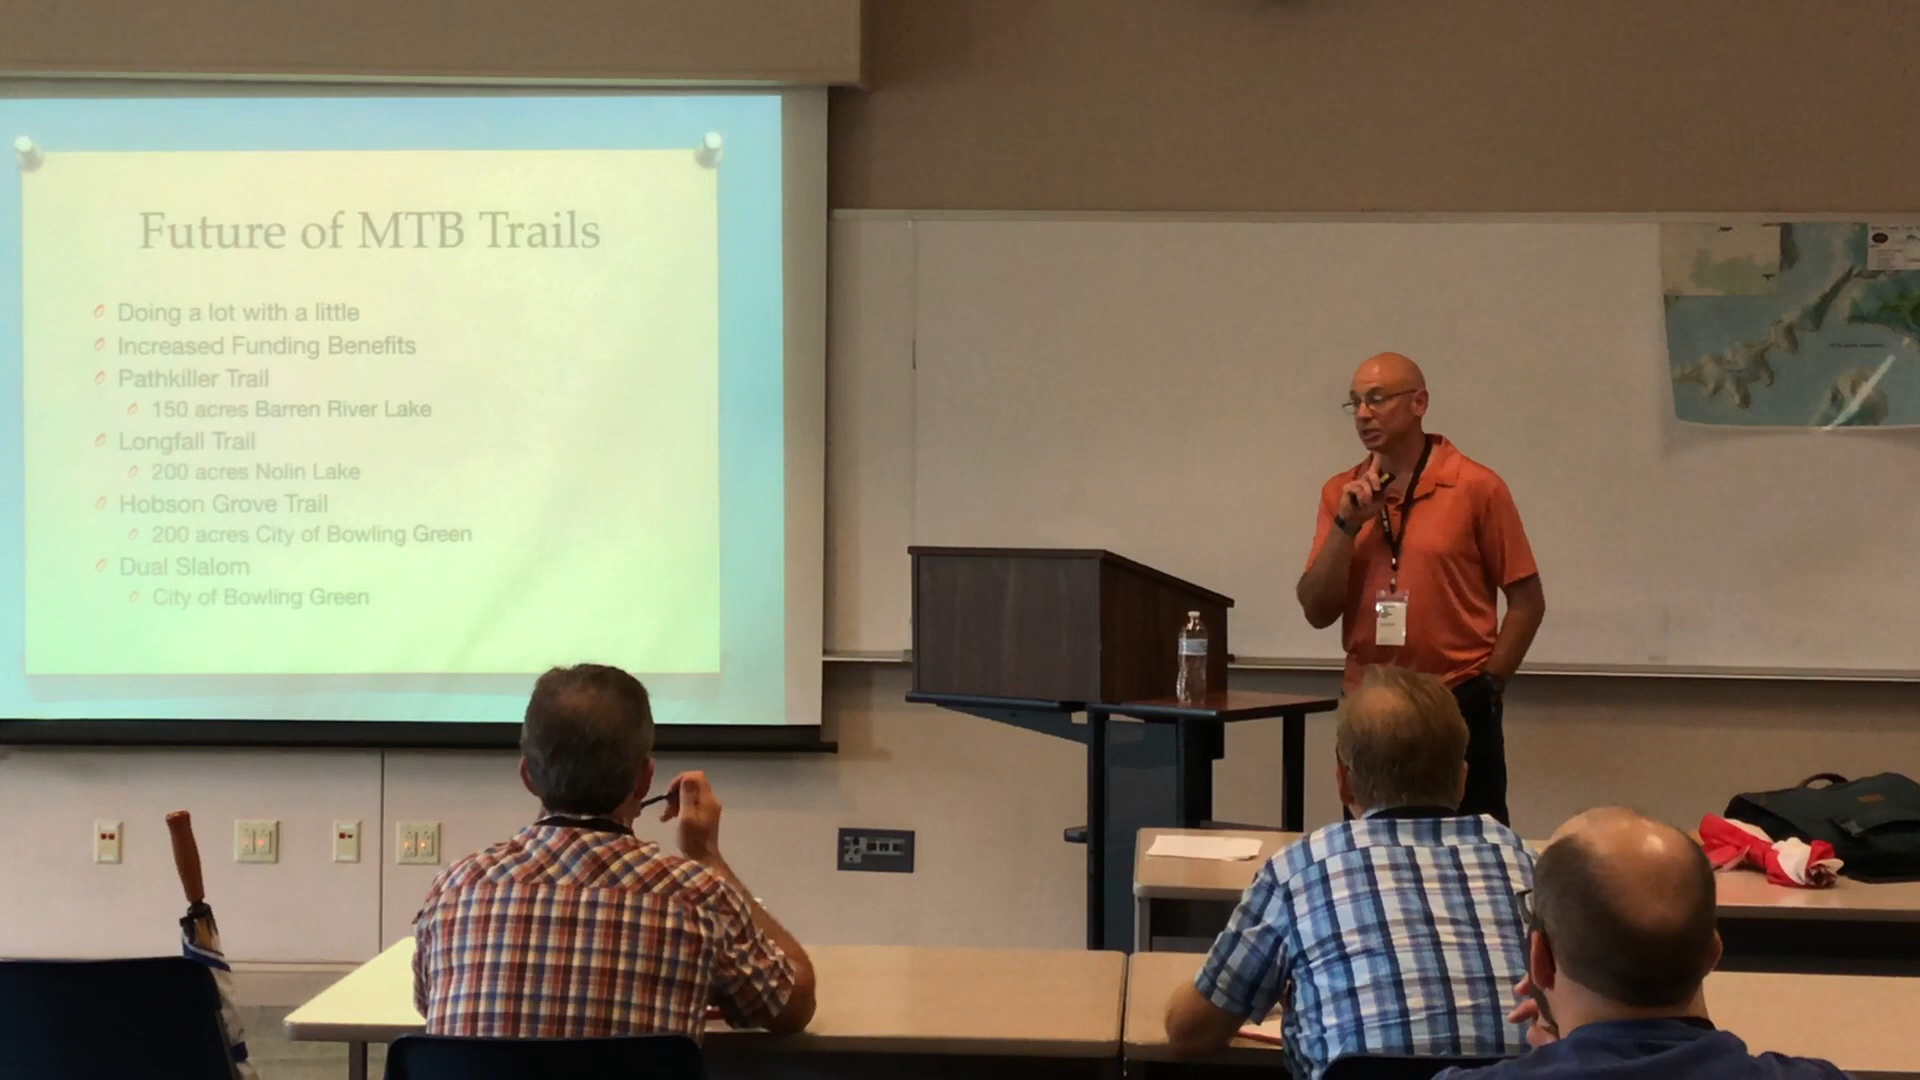 Future of MTB Trails
Doing a lot with a little
Increased Funding Benefits
Pathkiller Trail
150 acres Barren River Lake
Longfall Trail
200 acres Nolin Lake
Hobson Grove Trail
200 acres City of Bowling Green
Dual Slalom
City of Bowling Green